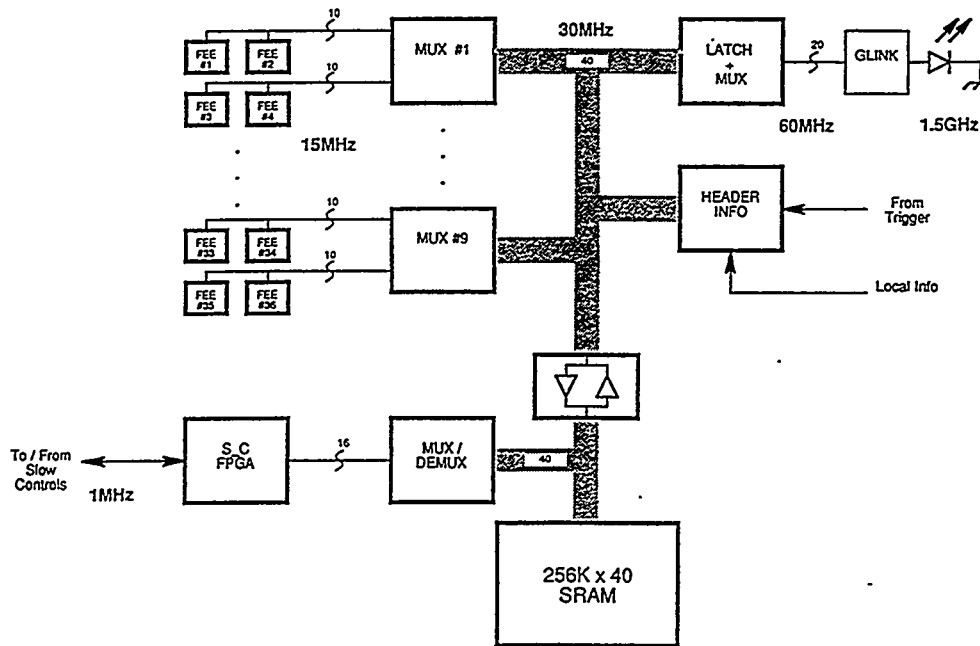 10
30MHz
FEE
#1
FEE
#2
MUX #1
40
LATCH
+
MUX
20
GLINK
10
FEE
#3
FEE
#4
15MHz
60MHz
1.5GHz
10
FEE
#33
FEE
#34
MUX #9
HEADER
INFO
From
Trigger
10
FEE
#35
FEE
#36
Local Info
To / From
Slow
Controls
1MHz
S_C
FPGA
16
MUX /
DEMUX
40
256K x 40
SRAM